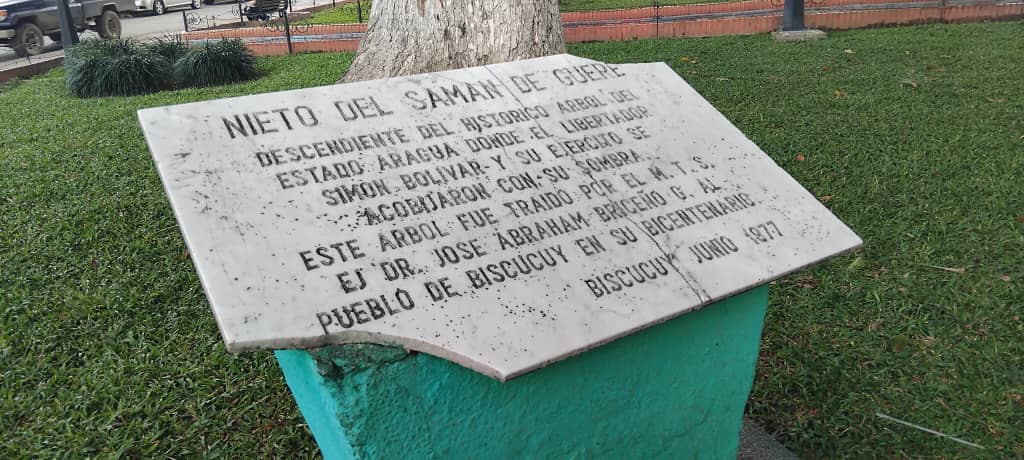 NIETO DEL SAMAN DE GUERE
DESCENDIENTE DEL HISTORICO ARBOL DEL
ESTADO ARAGUA DONDE EL LIBERTADOR
SIMON BOLIVAR Y SU EJERCITO SE
ACOBIJARON CON SU SOMBRA.
ESTE ARBOL FUE TRAIDO POR EL M.T.S.
EJ DR. JOSE ABRAHAM BRICEÑO G. AL
PUEBLO DE BISCUCUY EN SU BICENTENARIO.
BISCUCUY JUNIO 1977